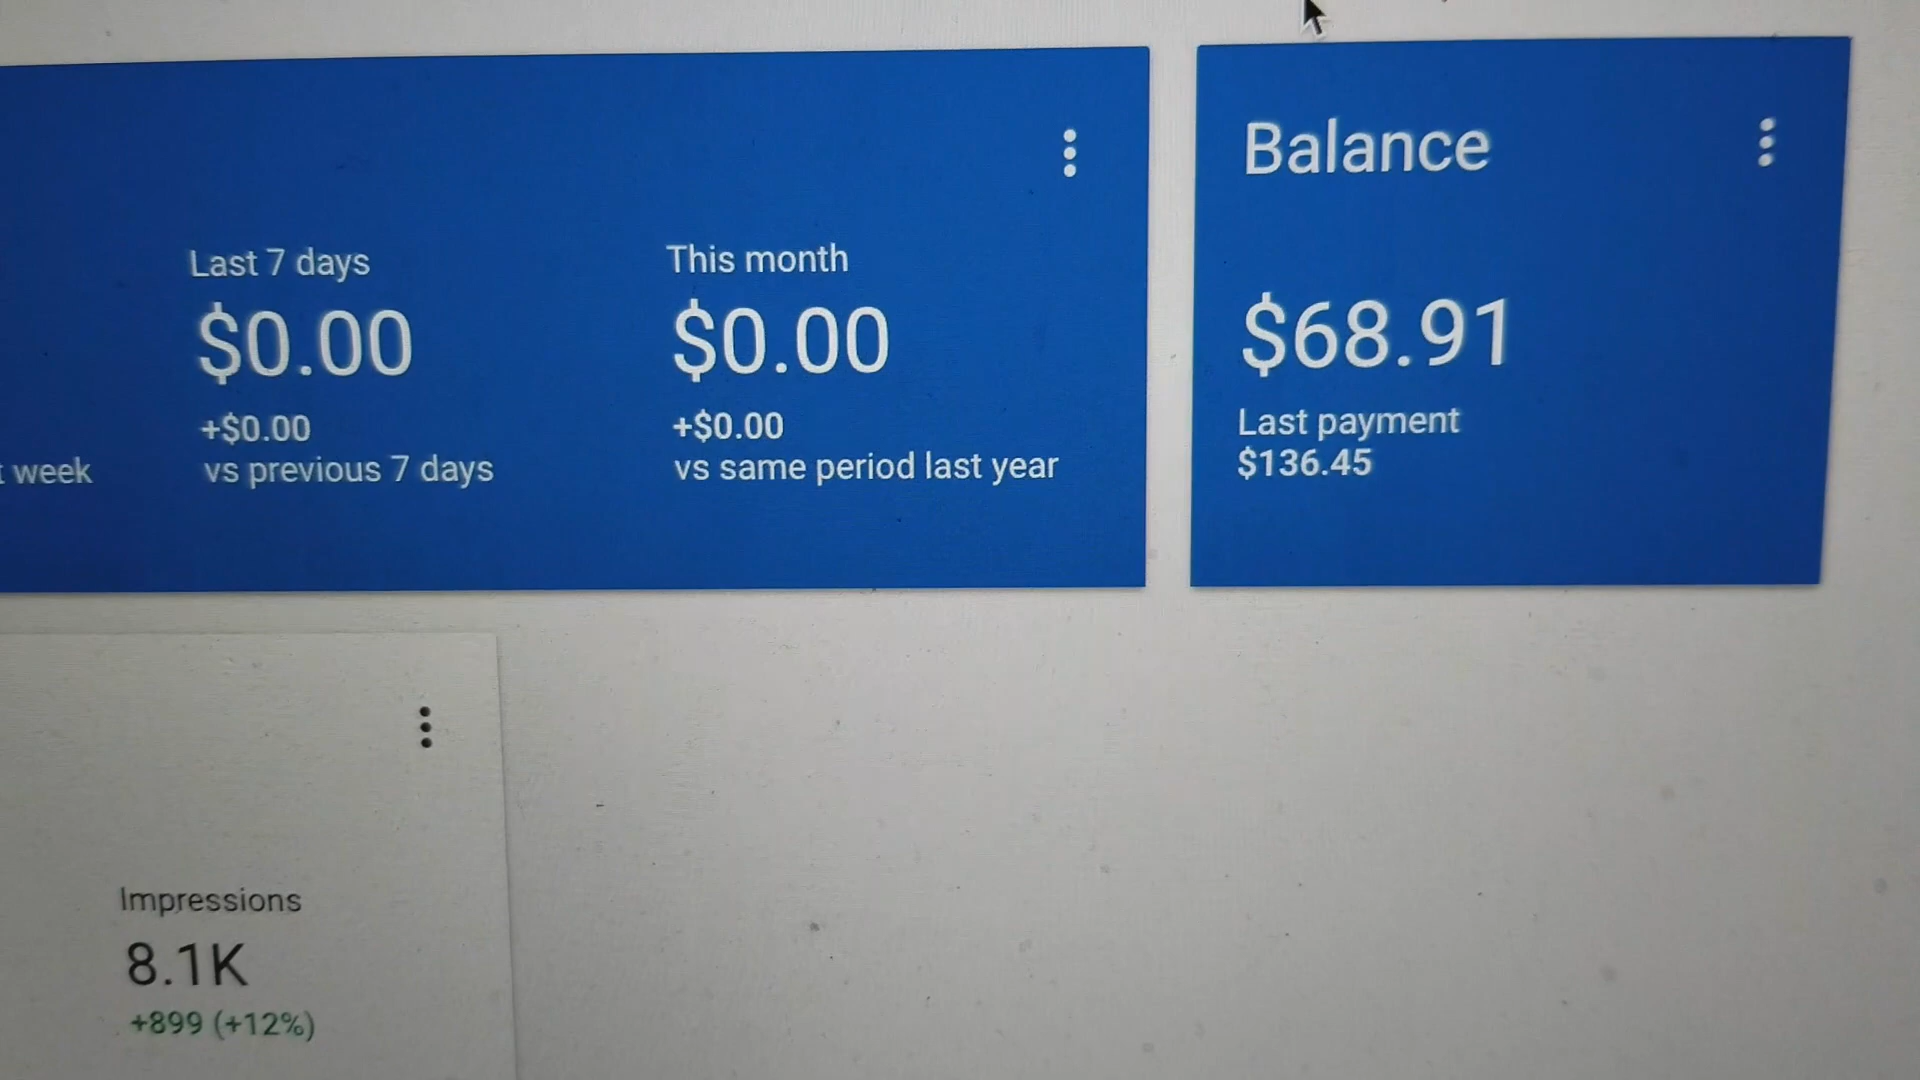 week
Last 7 days
$0.00
+$0.00
vs previous 7 days
This month
$0.00
+$0.00
vs same period last year
Balance
$68.91
Last payment
$136.45
Impressions
8.1K
+899 (+12%)